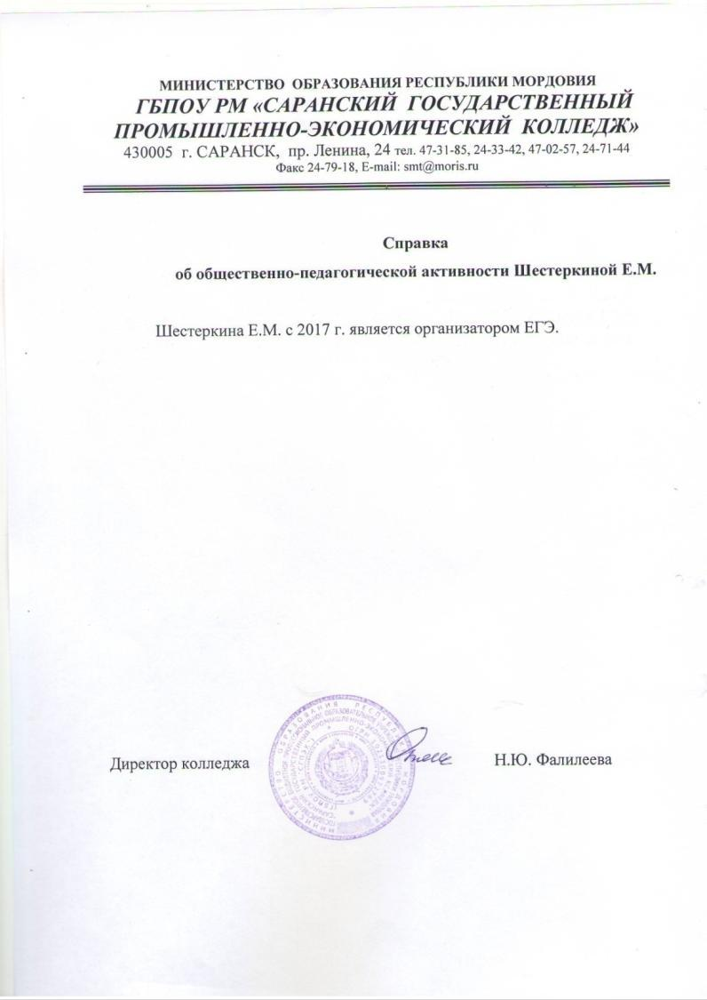 МИНИСТЕРСТВО ОБРАЗОВАНИЯ РЕСПУБЛИКИ МОРДОВИЯ
ГБПОУ РМ «САРАНСКИЙ ГОСУДАРСТВЕННЫЙ
ПРОМЫШЛЕННО-ЭКОНОМИЧЕСКИЙ КОЛЛЕДЖ»
430005 г. САРАНСК, пр. Ленина, 24 тел. 47-31-85, 24-33-42, 47-02-57, 24-71-44
Факс 24-79-18, E-mail: smt@moris.ru
Справка
об общественно-педагогической активности Шестеркиной Е.М.
Шестеркина Е.М. с 2017 г. является организатором ЕГЭ.
Директор колледжа
Н.Ю. Фалилеева